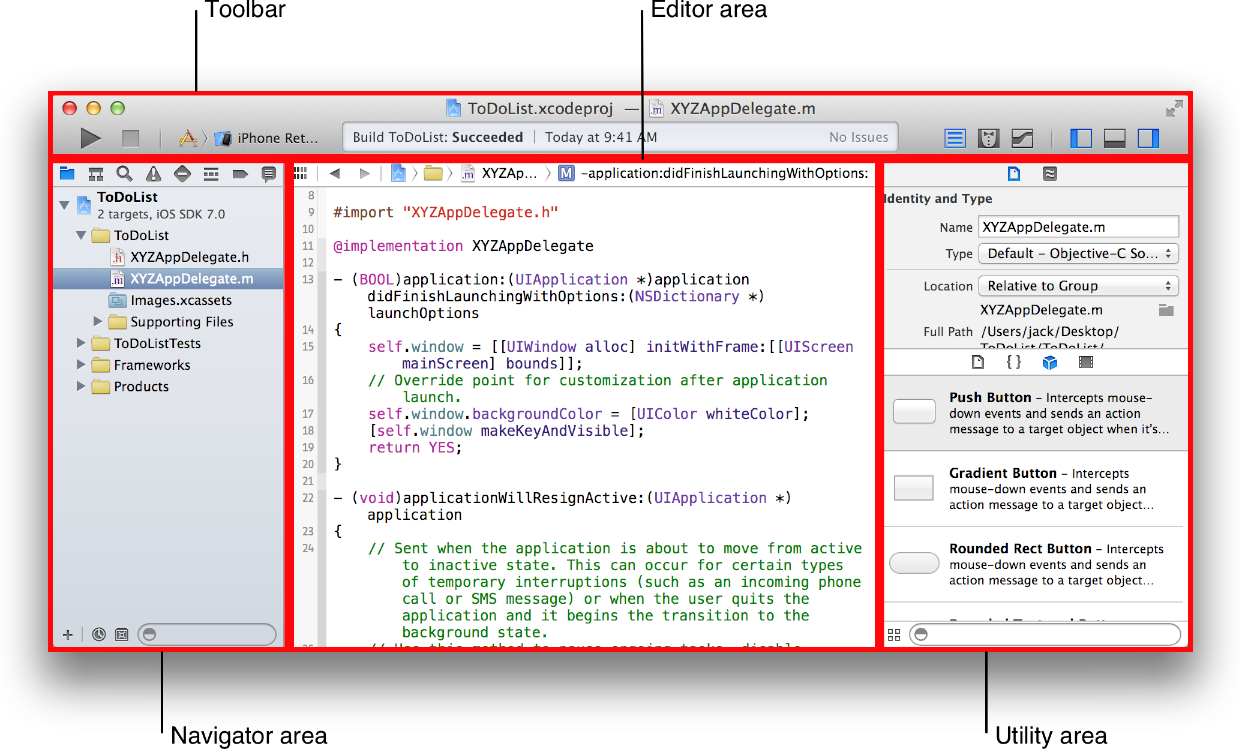 Toolbar
Editor area
ToDoList.xcodeproj — XYZAppDelegate.m
iPhone Ret...
Build ToDoList: Succeeded | Today at 9:41 AM
No Issues
ToDoList
2 targets, iOS SDK 7.0
ToDoList
XYZAppDelegate.h
XYZAppDelegate.m
Images.xcassets
Supporting Files
ToDoListTests
Frameworks
Products
XYZAp... M -application:didFinishLaunchingWithOptions:
8
9 #import "XYZAppDelegate.h"
10
11 @implementation XYZAppDelegate
12
13 - (BOOL)application:(UIApplication *)application
didFinishLaunchingWithOptions:(NSDictionary *)
launchOptions
14 {
15 self.window = [[UIWindow alloc] initWithFrame:[[UIScreen
mainScreen] bounds]];
16 // Override point for customization after application
launch.
17 self.window.backgroundColor = [UIColor whiteColor];
18 [self.window makeKeyAndVisible];
19 return YES;
20 }
21
22 - (void)applicationWillResignActive:(UIApplication *)
application
23 {
24 // Sent when the application is about to move from active
to inactive state. This can occur for certain types
of temporary interruptions (such as an incoming phone
call or SMS message) or when the user quits the
application and it begins the transition to the
background state.
// Use this method to pause ongoing tasks, disable
Identity and Type
Name XYZAppDelegate.m
Type Default - Objective-C So...
Location Relative to Group
XYZAppDelegate.m
Full Path /Users/jack/Desktop/
ToDoList/ToDoList/
{ }
Push Button - Intercepts mouse-
down events and sends an action
message to a target object when it's...
Gradient Button - Intercepts
mouse-down events and sends an
action message to a target object...
Rounded Rect Button - Intercepts
mouse-down events and sends an
action message to a target object...
Navigator area
Utility area